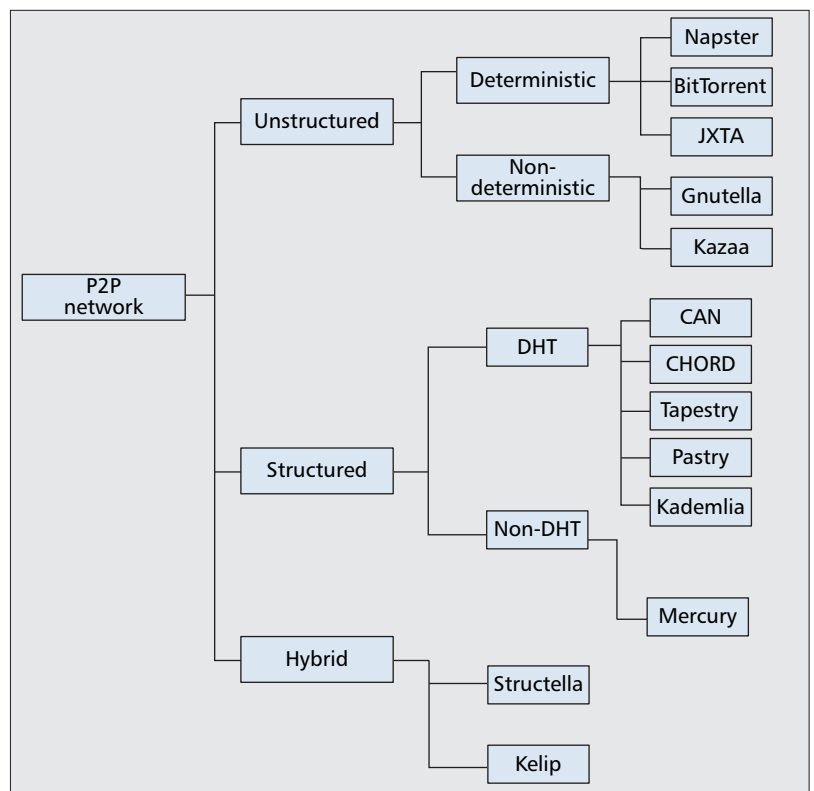 Napster
Deterministic
BitTorrent
Unstructured
JXTA
Non-
deterministic
Gnutella
Kazaa
P2P
network
CAN
DHT
CHORD
Tapestry
Structured
Pastry
Kademlia
Non-DHT
Mercury
Hybrid
Structella
Kelip